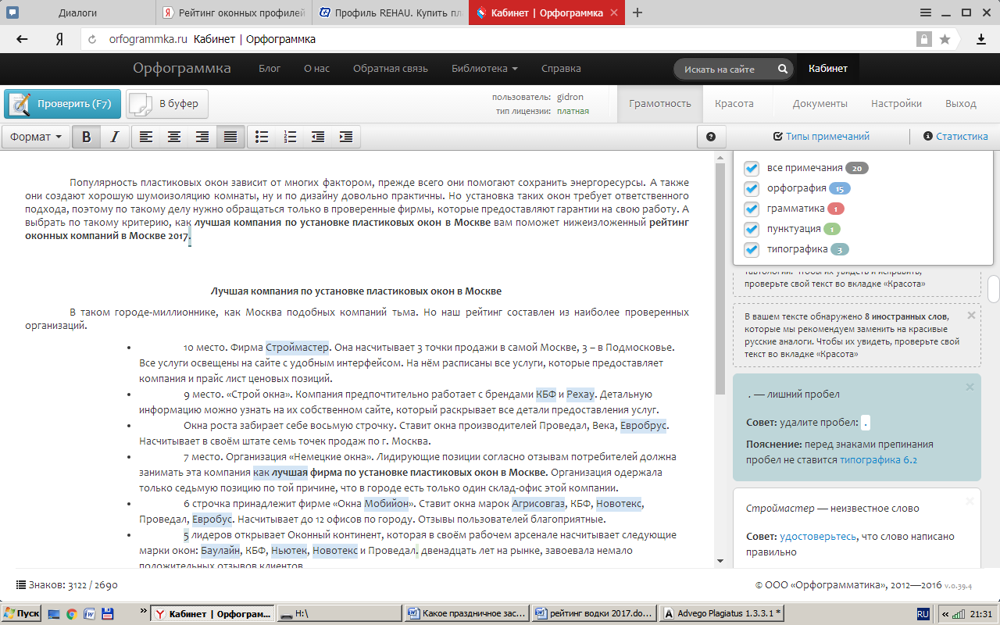 Диалоги
Рейтинг оконных профилей
Профиль REHAU. Купить пл
Кабинет | Орфограммка
orfogrammka.ru Кабинет | Орфограммка
Орфограммка Блог О нас Обратная связь Библиотека Справка Искать на сайте Кабинет
Проверить (F7) В буфер
пользователь: gidron
тип лицензии: платная
Грамотность Красота Документы Настройки Выход
Формат B I Типы примечаний Статистика
Популярность пластиковых окон зависит от многих фактором, прежде всего они помогают сохранить энергоресурсы. А также
они создают хорошую шумоизоляцию комнаты, ну и по дизайну довольно практичны. Но установка таких окон требует ответственного
подхода, поэтому по такому делу нужно обращаться только в проверенные фирмы, которые предоставляют гарантии на свою работу. А
выбрать по такому критерию, как лучшая компания по установке пластиковых окон в Москве вам поможет нижеизложенный рейтинг
оконных компаний в Москве 2017.
Лучшая компания по установке пластиковых окон в Москве
В таком городе-миллионнике, как Москва подобных компаний тьма. Но наш рейтинг составлен из наиболее проверенных
организаций.
• 10 место. Фирма Строймастер. Она насчитывает 3 точки продажи в самой Москве, 3 – в Подмосковье.
Все услуги освещены на сайте с удобным интерфейсом. На нём расписаны все услуги, которые предоставляет
компания и прайс лист ценовых позиций.
• 9 место. «Строй окна». Компания предпочтительно работает с брендами КБФ и Рехау. Детальную
информацию можно узнать на их собственном сайте, который раскрывает все детали предоставления услуг.
• Окна роста забирает себе восьмую строчку. Ставит окна производителей Проведал, Века, Евробрус.
Насчитывает в своём штате семь точек продаж по г. Москва.
• 7 место. Организация «Немецкие окна». Лидирующие позиции согласно отзывам потребителей должна
занимать эта компания как лучшая фирма по установке пластиковых окон в Москве. Организация одержала
только седьмую позицию по той причине, что в городе есть только один склад-офис этой компании.
• 6 строчка принадлежит фирме «Окна Мобийон». Ставит окна марок Агрисовгаз, КБФ, Новотекс,
Проведал, Евробус. Насчитывает до 12 офисов по городу. Отзывы пользователей благоприятные.
• 5 лидеров открывает Оконный континент, которая в своём рабочем арсенале насчитывает следующие
марки окон: Баулайн, КБФ, Ньютек, Новотекс и Проведал. двенадцать лет на рынке, завоевала немало
положительных отзывов клиентов
все примечания 20
орфография 15
грамматика 1
пунктуация 1
типографика 3
тавтологии. Чтобы их увидеть и исправить,
проверьте свой текст во вкладке «Красота»
В вашем тексте обнаружено 8 иностранных слов,
которые мы рекомендуем заменить на красивые
русские аналоги. Чтобы их увидеть, проверьте свой
текст во вкладке «Красота»
. — лишний пробел
Совет: удалите пробел: .
Пояснение: перед знаками препинания
пробел не ставится типографика 6.2
Строймастер — неизвестное слово
Совет: удостоверьтесь, что слово написано
правильно
Знаков: 3122 / 2690
© ООО «Орфограмматика», 2012—2016 v.0.39.4
Пуск » Кабинет | Орфограм... H:\ Какое праздничное зас... рейтинг водки 2017.do... Advego Plagiatus 1.3.3.1 * RU « 21:31